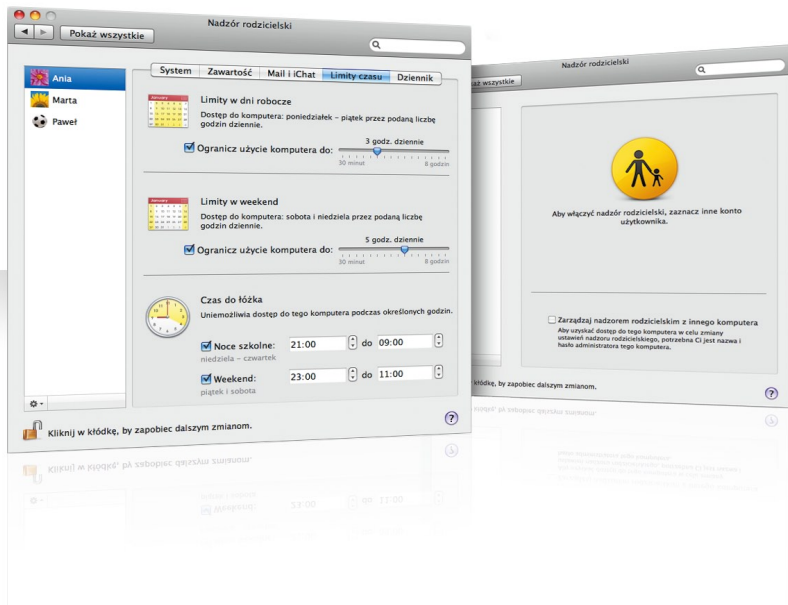 Nadzór rodzicielski
Pokaż wszystkie
Ania
Marta
Paweł
System Zawartość Mail i iChat Limity czasu Dziennik
Limity w dni robocze
Dostęp do komputera: poniedziałek – piątek przez podaną liczbę
godzin dziennie.
3 godz. dziennie
Ogranicz użycie komputera do:
30 minut 8 godzin
Limity w weekend
Dostęp do komputera: sobota i niedziela przez podaną liczbę
godzin dziennie.
5 godz. dziennie
Ogranicz użycie komputera do:
30 minut 8 godzin
Czas do łóżka
Uniemożliwia dostęp do tego komputera podczas określonych godzin.
Noce szkolne: 21:00 do 09:00
niedziela – czwartek
Weekend: 23:00 do 11:00
piątek i sobota
Kliknij w kłódkę, by zapobiec dalszym zmianom.
Nadzór rodzicielski
wszystkie
Aby włączyć nadzór rodzicielski, zaznacz inne konto
użytkownika.
Zarządzaj nadzorem rodzicielskim z innego komputera
Aby uzyskać dostęp do tego komputera w celu zmiany
ustawień nadzoru rodzicielskiego, potrzebna Ci jest nazwa i
hasło administratora tego komputera.
kłódkę, by zapobiec dalszym zmianom.